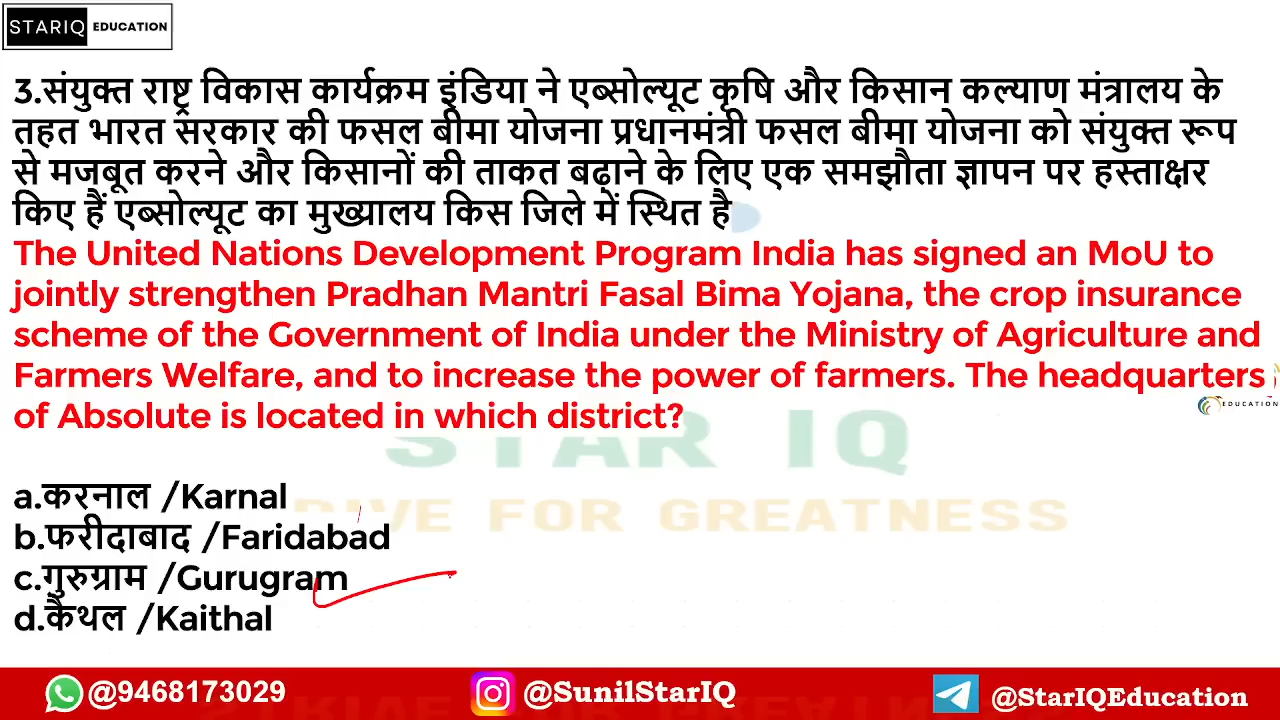 STARIQ EDUCATION
3.संयुक्त राष्ट्र विकास कार्यक्रम इंडिया ने एब्सोल्यूट कृषि और किसान कल्याण मंत्रालय के
तहत भारत सरकार की फसल बीमा योजना प्रधानमंत्री फसल बीमा योजना को संयुक्त रूप
से मजबूत करने और किसानों की ताकत बढ़ाने के लिए एक समझौता ज्ञापन पर हस्ताक्षर
किए हैं एब्सोल्यूट का मुख्यालय किस जिले में स्थित है
The United Nations Development Program India has signed an MoU to
jointly strengthen Pradhan Mantri Fasal Bima Yojana, the crop insurance
scheme of the Government of India under the Ministry of Agriculture and
Farmers Welfare, and to increase the power of farmers. The headquarters
EDUCATION
of Absolute is located in which district?
STAR IQ
DRIVE FOR GREATNESS
a.करनाल /Karnal
b.फरीदाबाद /Faridabad
c.गुरुग्राम /Gurugram
d.कैथल /Kaithal
@9468173029 @SunilStarIQ @StarIQEducation